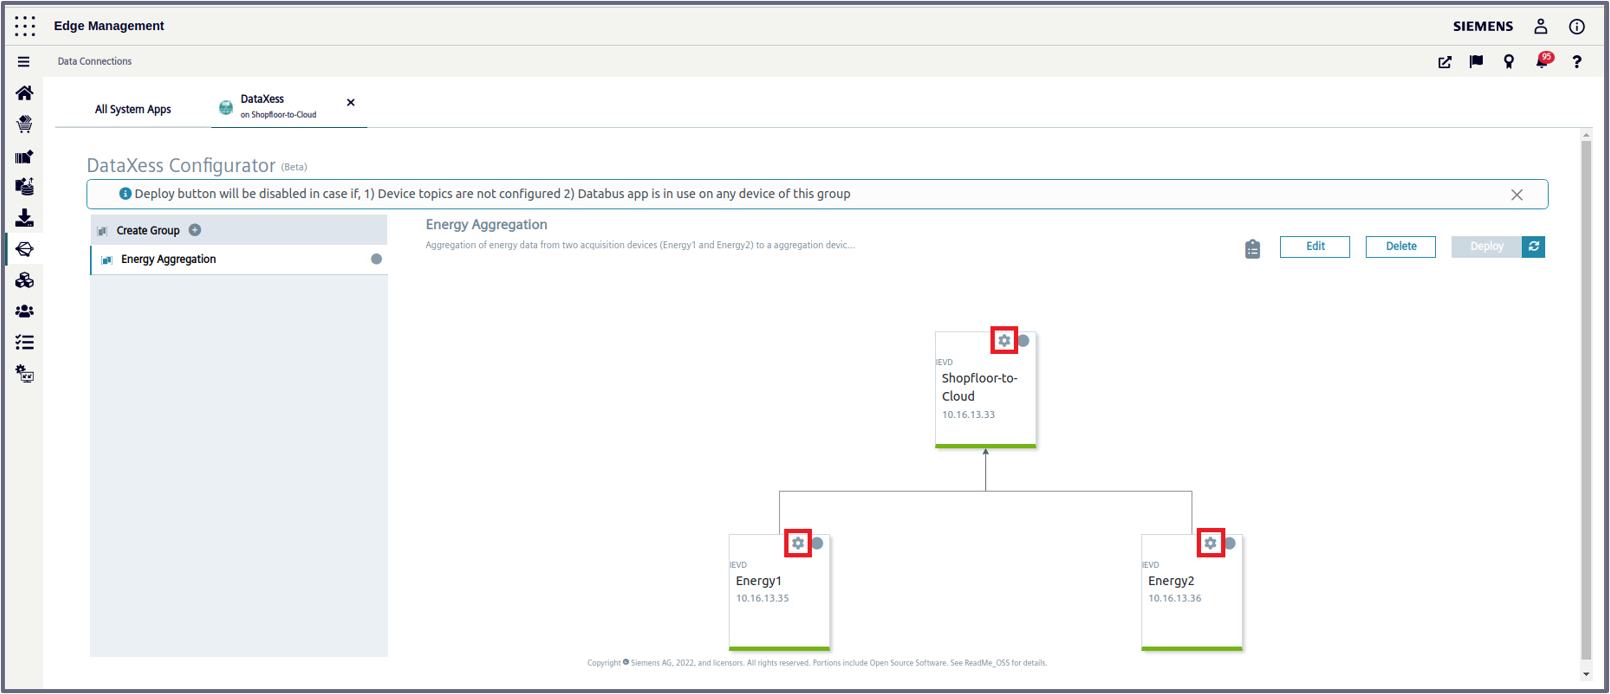 Edge Management
SIEMENS
Data Connections
95
All System Apps
DataXess
on Shopfloor-to-Cloud
DataXess Configurator (Beta)
Deploy button will be disabled in case if, 1) Device topics are not configured 2) Databus app is in use on any device of this group
Create Group
Energy Aggregation
Energy Aggregation
Aggregation of energy data from two acquisition devices (Energy1 and Energy2) to a aggregation devic...
Edit
Delete
Deploy
IEVD
Shopfloor-to-
Cloud
10.16.13.33
IEVD
Energy1
10.16.13.35
IEVD
Energy2
10.16.13.36
Copyright © Siemens AG, 2022, and licensors. All rights reserved. Portions include Open Source Software. See ReadMe_OSS for details.